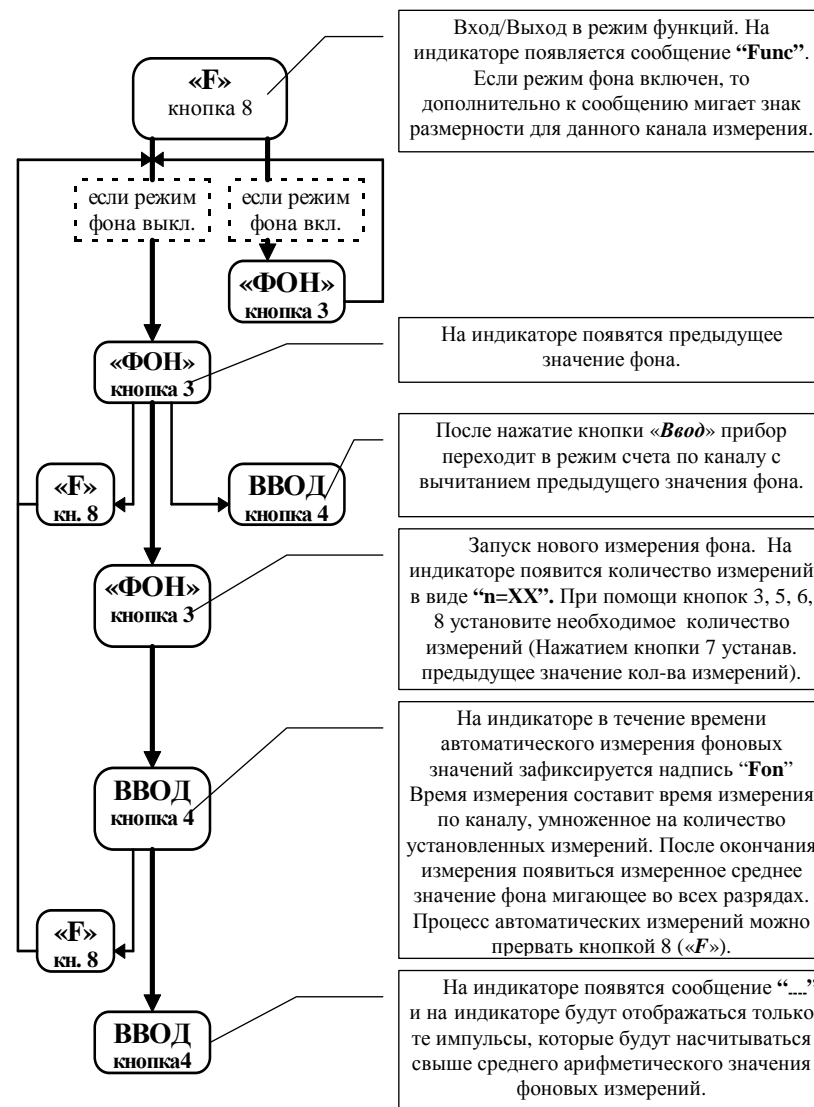 Вход/Выход в режим функций. На
индикаторе появляется сообщение “Func”.
Если режим фона включен, то
дополнительно к сообщению мигает знак
размерности для данного канала измерения.
«F»
кнопка 8
если режим
фона выкл.
если режим
фона вкл.
«ФОН»
кнопка 3
На индикаторе появятся предыдущее
значение фона.
«ФОН»
кнопка 3
После нажатие кнопки «Ввод» прибор
переходит в режим счета по каналу с
вычитанием предыдущего значения фона.
«F»
кн. 8
ВВОД
кнопка 4
Запуск нового измерения фона. На
индикаторе появится количество измерений
в виде “n=XX”. При помощи кнопок 3, 5, 6,
8 установите необходимое количество
измерений (Нажатием кнопки 7 устанав.
предыдущее значение кол-ва измерений).
«ФОН»
кнопка 3
На индикаторе в течение времени
автоматического измерения фоновых
значений зафиксируется надпись “Fon”
Время измерения составит время измерения
по каналу, умноженное на количество
установленных измерений. После окончания
измерения появиться измеренное среднее
значение фона мигающее во всех разрядах.
Процесс автоматических измерений можно
прервать кнопкой 8 («F»).
ВВОД
кнопка 4
«F»
кн. 8
На индикаторе появятся сообщение “....”
и на индикаторе будут отображаться только
те импульсы, которые будут насчитываться
свыше среднего арифметического значения
фоновых измерений.
ВВОД
кнопка4